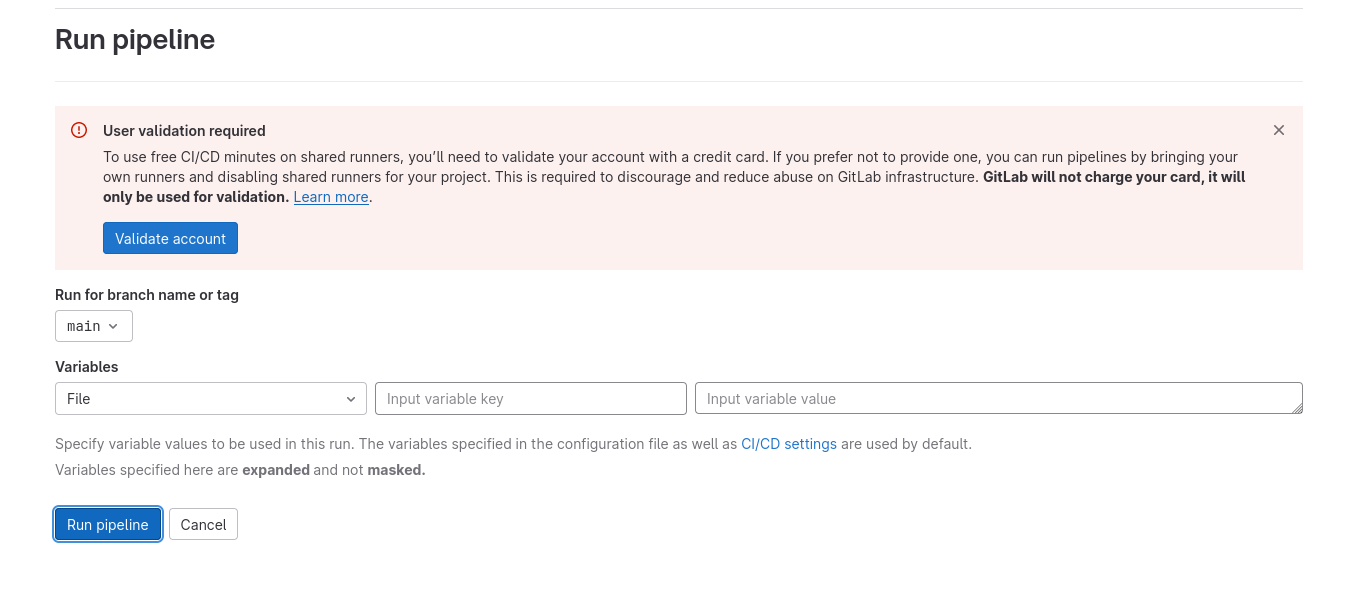 Run pipeline
User validation required
To use free CI/CD minutes on shared runners, you’ll need to validate your account with a credit card. If you prefer not to provide one, you can run pipelines by bringing your
own runners and disabling shared runners for your project. This is required to discourage and reduce abuse on GitLab infrastructure. GitLab will not charge your card, it will
only be used for validation. Learn more.
Validate account
Run for branch name or tag
main
Variables
File Input variable key Input variable value
Specify variable values to be used in this run. The variables specified in the configuration file as well as CI/CD settings are used by default.
Variables specified here are expanded and not masked.
Run pipeline Cancel